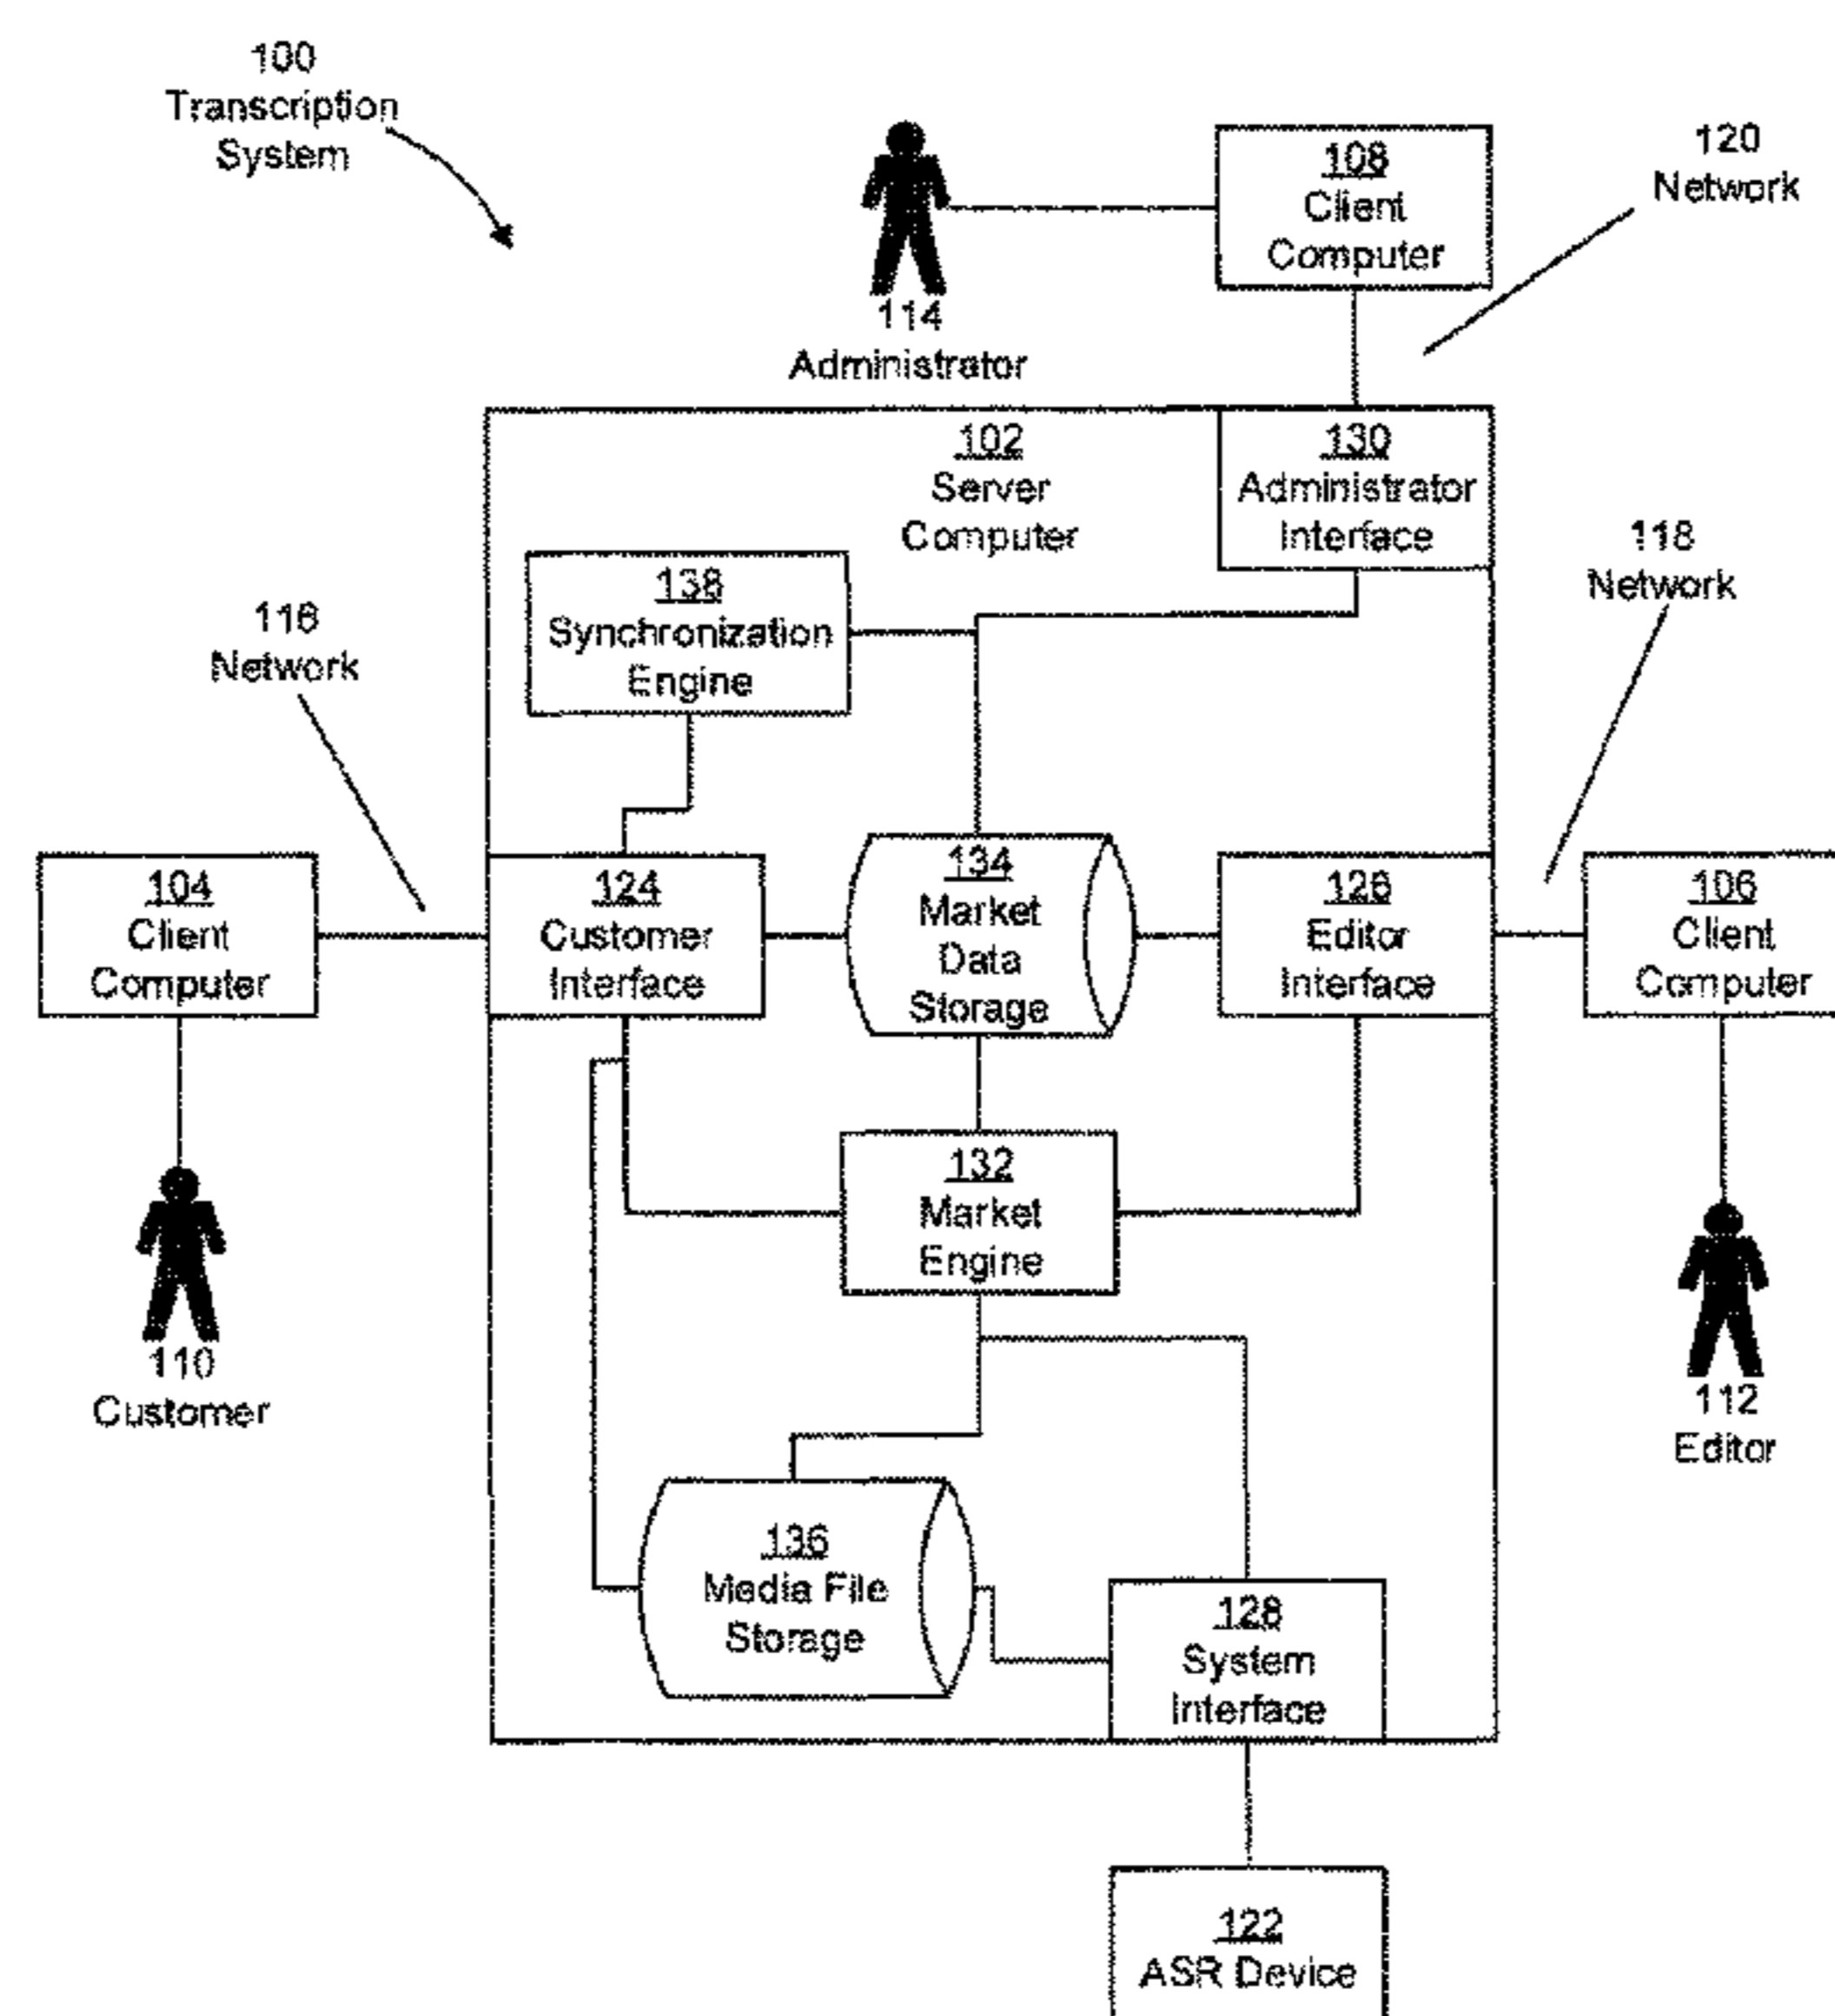 100
Transcription
System
108
Client
Computer
120
Network
114
Administrator
102
Server
Computer
130
Administrator
Interface
138
Synchronization
Engine
116
Network
118
Network
104
Client
Computer
124
Customer
Interface
134
Market
Data
Storage
126
Editor
Interface
106
Client
Computer
132
Market
Engine
110
Customer
112
Editor
136
Media File
Storage
128
System
Interface
122
ASR Device